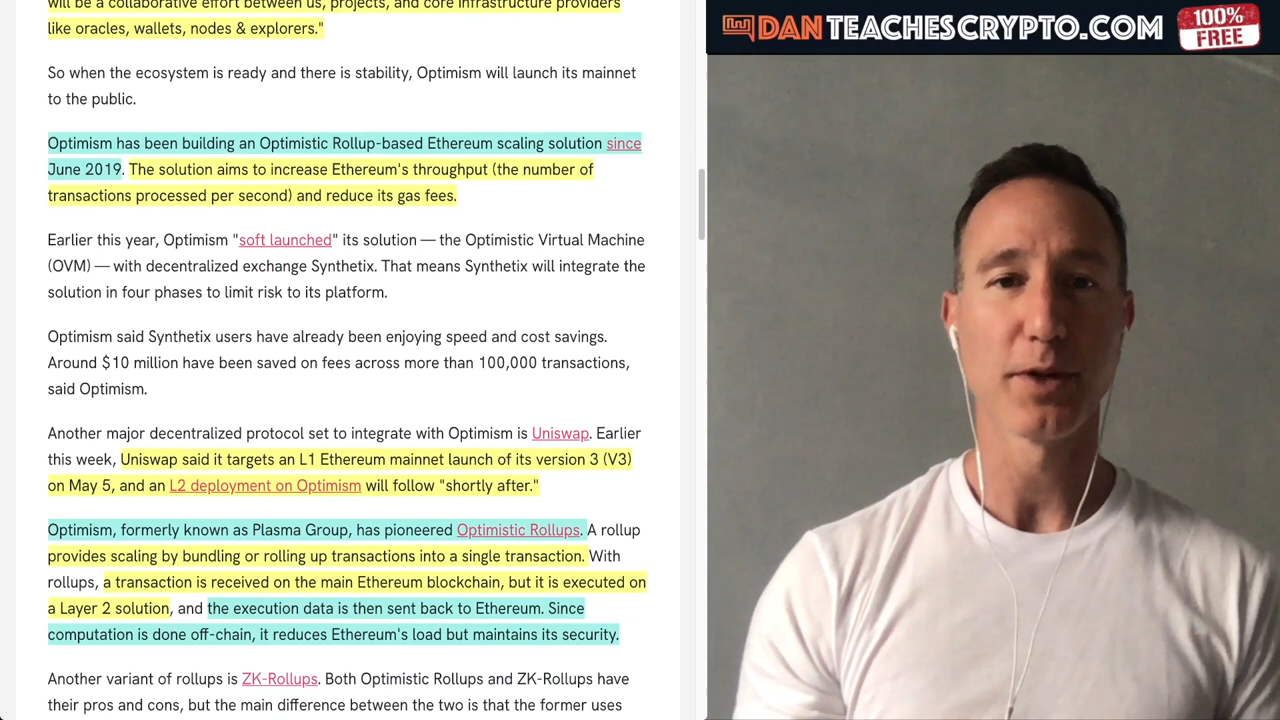 will be a collaborative effort between us, projects, and core infrastructure providers
like oracles, wallets, nodes & explorers."
So when the ecosystem is ready and there is stability, Optimism will launch its mainnet
to the public.
Optimism has been building an Optimistic Rollup-based Ethereum scaling solution since
June 2019. The solution aims to increase Ethereum's throughput (the number of
transactions processed per second) and reduce its gas fees.
Earlier this year, Optimism "soft launched" its solution — the Optimistic Virtual Machine
(OVM) — with decentralized exchange Synthetix. That means Synthetix will integrate the
solution in four phases to limit risk to its platform.
Optimism said Synthetix users have already been enjoying speed and cost savings.
Around $10 million have been saved on fees across more than 100,000 transactions,
said Optimism.
Another major decentralized protocol set to integrate with Optimism is Uniswap. Earlier
this week, Uniswap said it targets an L1 Ethereum mainnet launch of its version 3 (V3)
on May 5, and an L2 deployment on Optimism will follow "shortly after."
Optimism, formerly known as Plasma Group, has pioneered Optimistic Rollups. A rollup
provides scaling by bundling or rolling up transactions into a single transaction. With
rollups, a transaction is received on the main Ethereum blockchain, but it is executed on
a Layer 2 solution, and the execution data is then sent back to Ethereum. Since
computation is done off-chain, it reduces Ethereum's load but maintains its security.
Another variant of rollups is ZK-Rollups. Both Optimistic Rollups and ZK-Rollups have
their pros and cons, but the main difference between the two is that the former uses
DANTEACHESCRYPTO.COM
100%
FREE